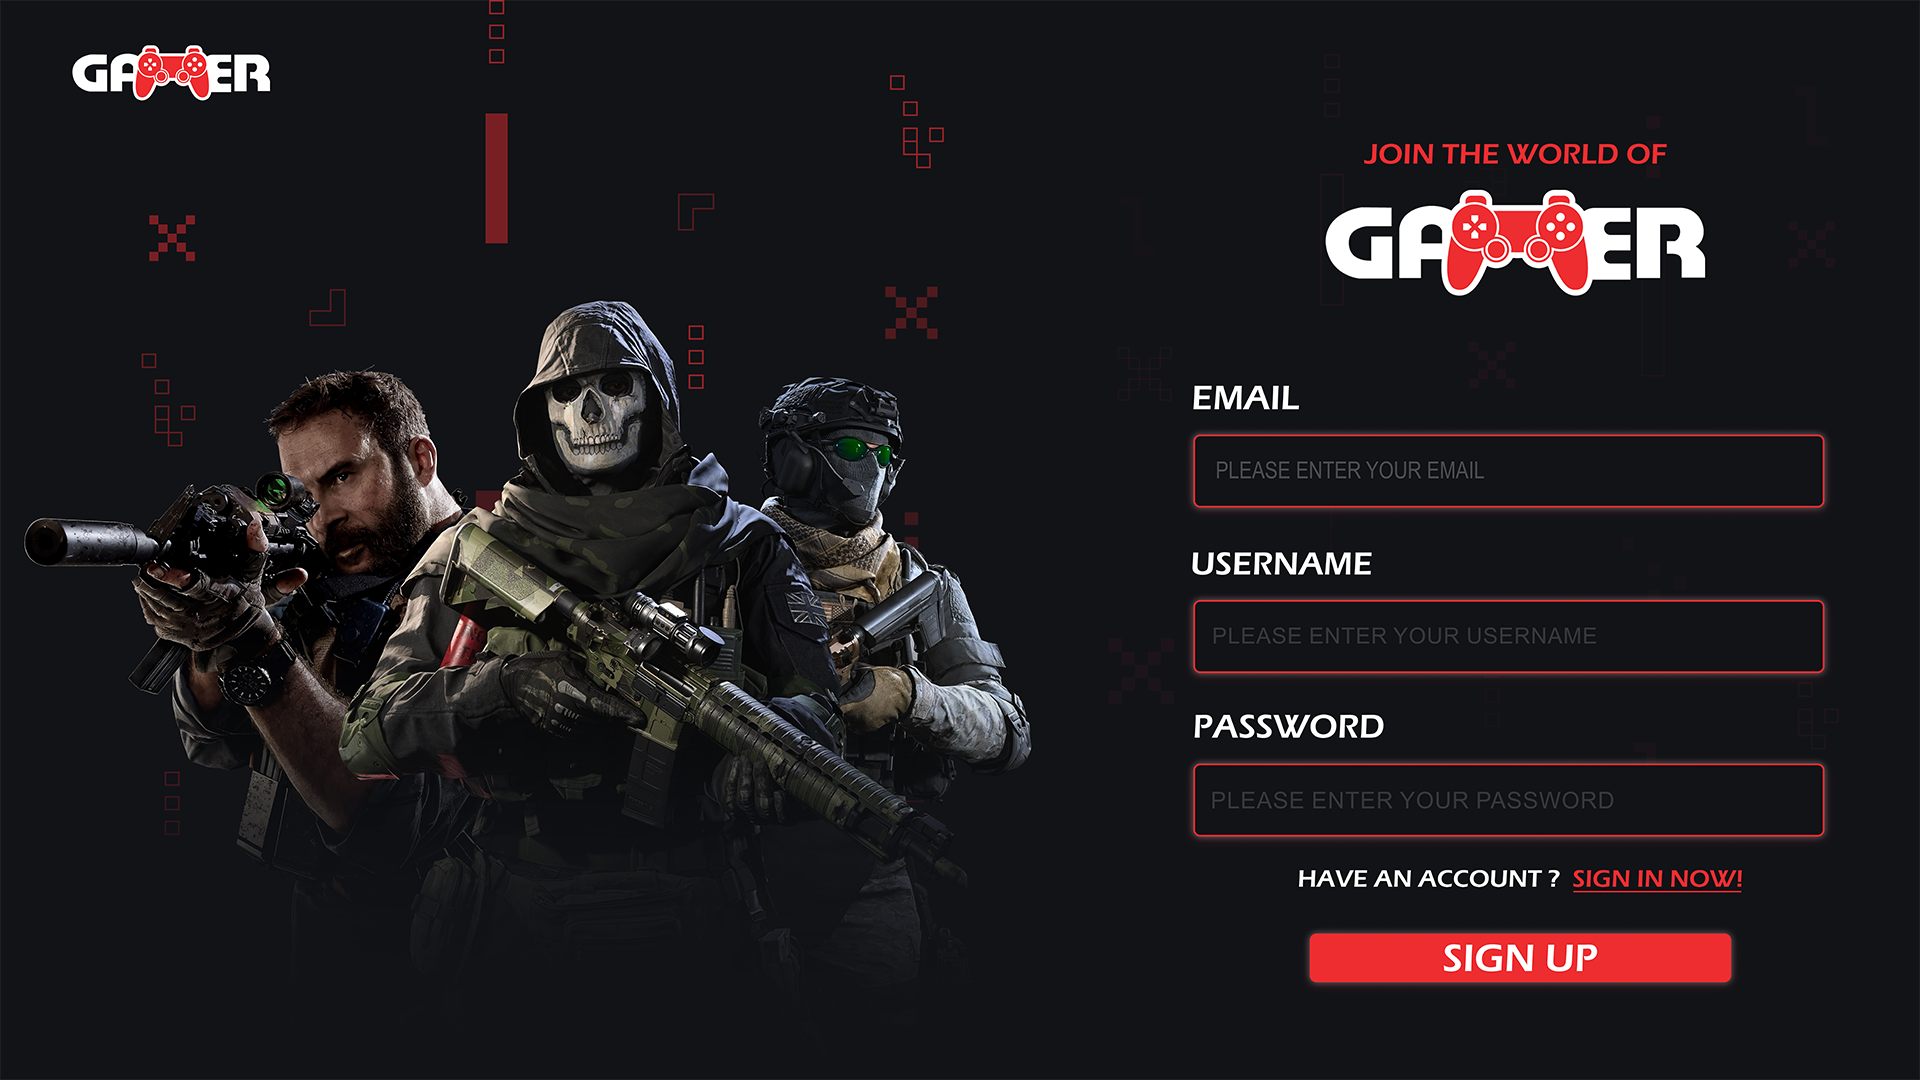 GAMER
JOIN THE WORLD OF
GAMER
EMAIL
PLEASE ENTER YOUR EMAIL
USERNAME
PLEASE ENTER YOUR USERNAME
PASSWORD
PLEASE ENTER YOUR PASSWORD
HAVE AN ACCOUNT ? SIGN IN NOW!
SIGN UP